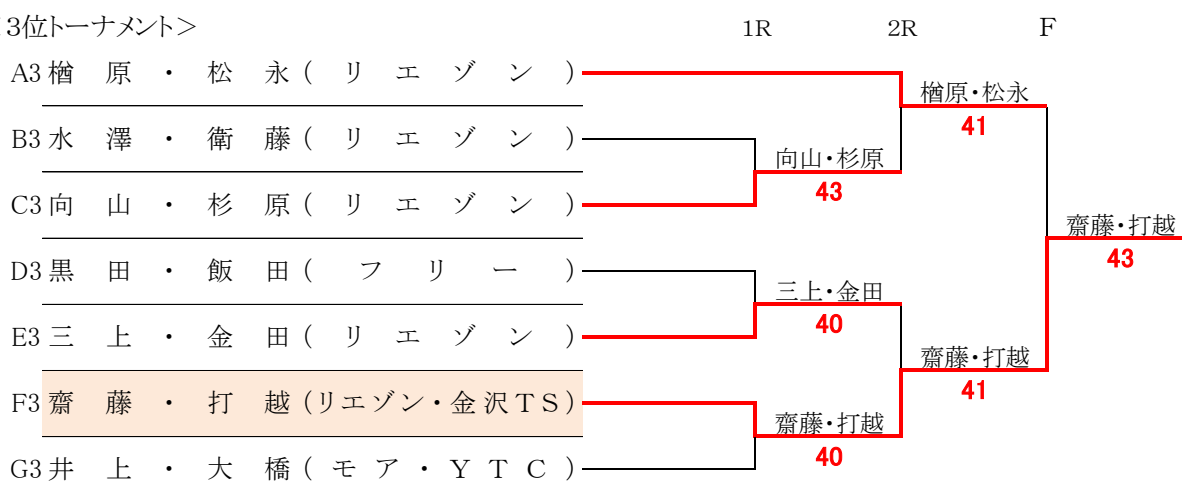 3位トーナメント＞ 1R 2R F
A3 楢原・松永(リエゾン)
楢原・松永
41
B3 水澤・衛藤(リエゾン)
向山・杉原
43
C3 向山・杉原(リエゾン)
齋藤・打越
43
D3 黒田・飯田(フリー)
三上・金田
40
E3 三上・金田(リエゾン)
齋藤・打越
41
F3 齋藤・打越(リエゾン・金沢TS)
齋藤・打越
40
G3 井上・大橋(モア・YTC)